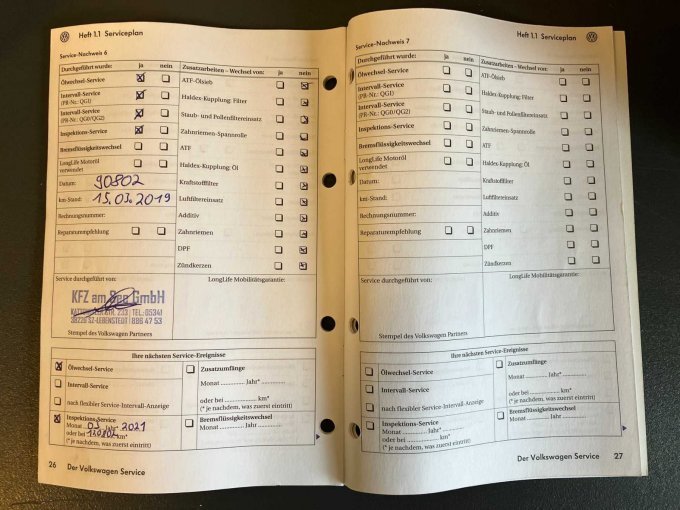 Heft 1.1 Serviceplan
Service-Nachweis 6
Durchgeführt wurde: ja nein Zusatzarbeiten - Wechsel von: ja nein
Ölwechsel-Service ATF-Ölsieb
Intervall-Service
(PR-Nr.: QG1) Haldex-Kupplung: Filter
Intervall-Service
(PR-Nr.: QG0/QG2) Staub- und Pollenfiltereinsatz
Inspektions-Service Zahnriemen-Spannrolle
Bremsflüssigkeitswechsel ATF
LongLife Motoröl
verwendet Haldex-Kupplung: Öl
Datum: 90802 Kraftstofffilter
km-Stand: 15.03.2019 Luftfiltereinsatz
Rechnungsnummer: Additiv
Reparaturempfehlung Zahnriemen
DPF
Zündkerzen
Service durchgeführt von: LongLife Mobilitätsgarantie:
KFZ am See GmbH
233 TEL.: 05341
38226 SZ-LEBENSTEDT 886 47 53
Stempel des Volkswagen Partners
Ihre nächsten Service-Ereignisse
Ölwechsel-Service Zusatzumfänge
Monat ............ Jahr* ............
Intervall-Service
oder bei ............ km*
nach flexibler Service-Intervall-Anzeige (* je nachdem, was zuerst eintritt)
Inspektions-Service Bremsflüssigkeitswechsel
Monat 03 2021 Monat ............ Jahr ............
oder bei km*
(* je nachdem, was zuerst eintritt)
26 Der Volkswagen Service
Heft 1.1 Serviceplan
Service-Nachweis 7
Durchgeführt wurde: ja nein Zusatzarbeiten - Wechsel von: ja nein
Ölwechsel-Service ATF-Ölsieb
Intervall-Service
(PR-Nr.: QG1) Haldex-Kupplung: Filter
Intervall-Service
(PR-Nr.: QG0/QG2) Staub- und Pollenfiltereinsatz
Inspektions-Service Zahnriemen-Spannrolle
Bremsflüssigkeitswechsel ATF
LongLife Motoröl
verwendet Haldex-Kupplung: Öl
Datum: Kraftstofffilter
km-Stand: Luftfiltereinsatz
Rechnungsnummer: Additiv
Reparaturempfehlung Zahnriemen
DPF
Zündkerzen
Service durchgeführt von: LongLife Mobilitätsgarantie:
Stempel des Volkswagen Partners
Ihre nächsten Service-Ereignisse
Ölwechsel-Service Zusatzumfänge
Monat ............ Jahr* ............
Intervall-Service
oder bei ............ km*
nach flexibler Service-Intervall-Anzeige (* je nachdem, was zuerst eintritt)
Inspektions-Service Bremsflüssigkeitswechsel
Monat ............ Jahr* ............ Monat ............ Jahr ............
oder bei ............ km*
(* je nachdem, was zuerst eintritt)
Der Volkswagen Service 27